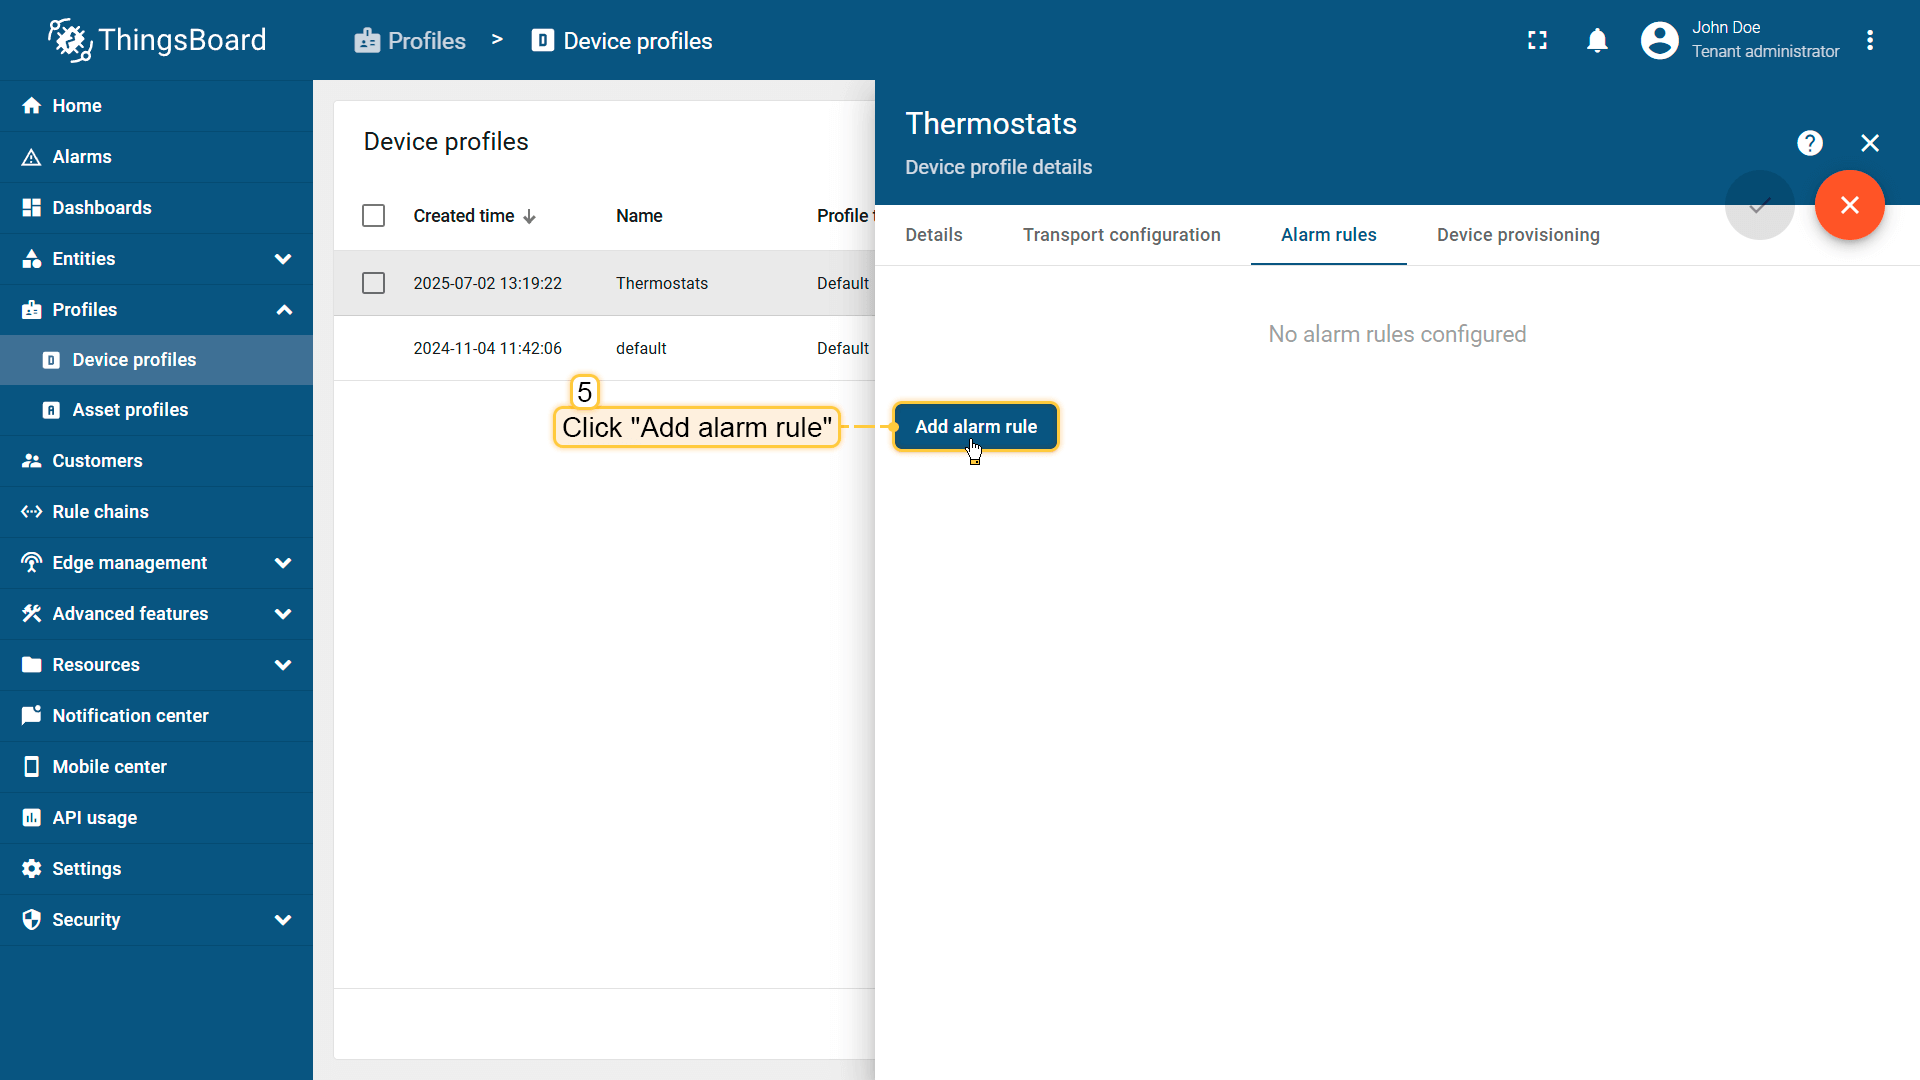 ThingsBoard
Profiles > Device profiles
John Doe
Tenant administrator
Home
Alarms
Dashboards
Entities
Profiles
Device profiles
Asset profiles
Customers
Rule chains
Edge management
Advanced features
Resources
Notification center
Mobile center
API usage
Settings
Security
Device profiles
Created time Name Profile t
2025-07-02 13:19:22 Thermostats Default
2024-11-04 11:42:06 default Default
5
Click "Add alarm rule"
Thermostats
Device profile details
Details Transport configuration Alarm rules Device provisioning
No alarm rules configured
Add alarm rule